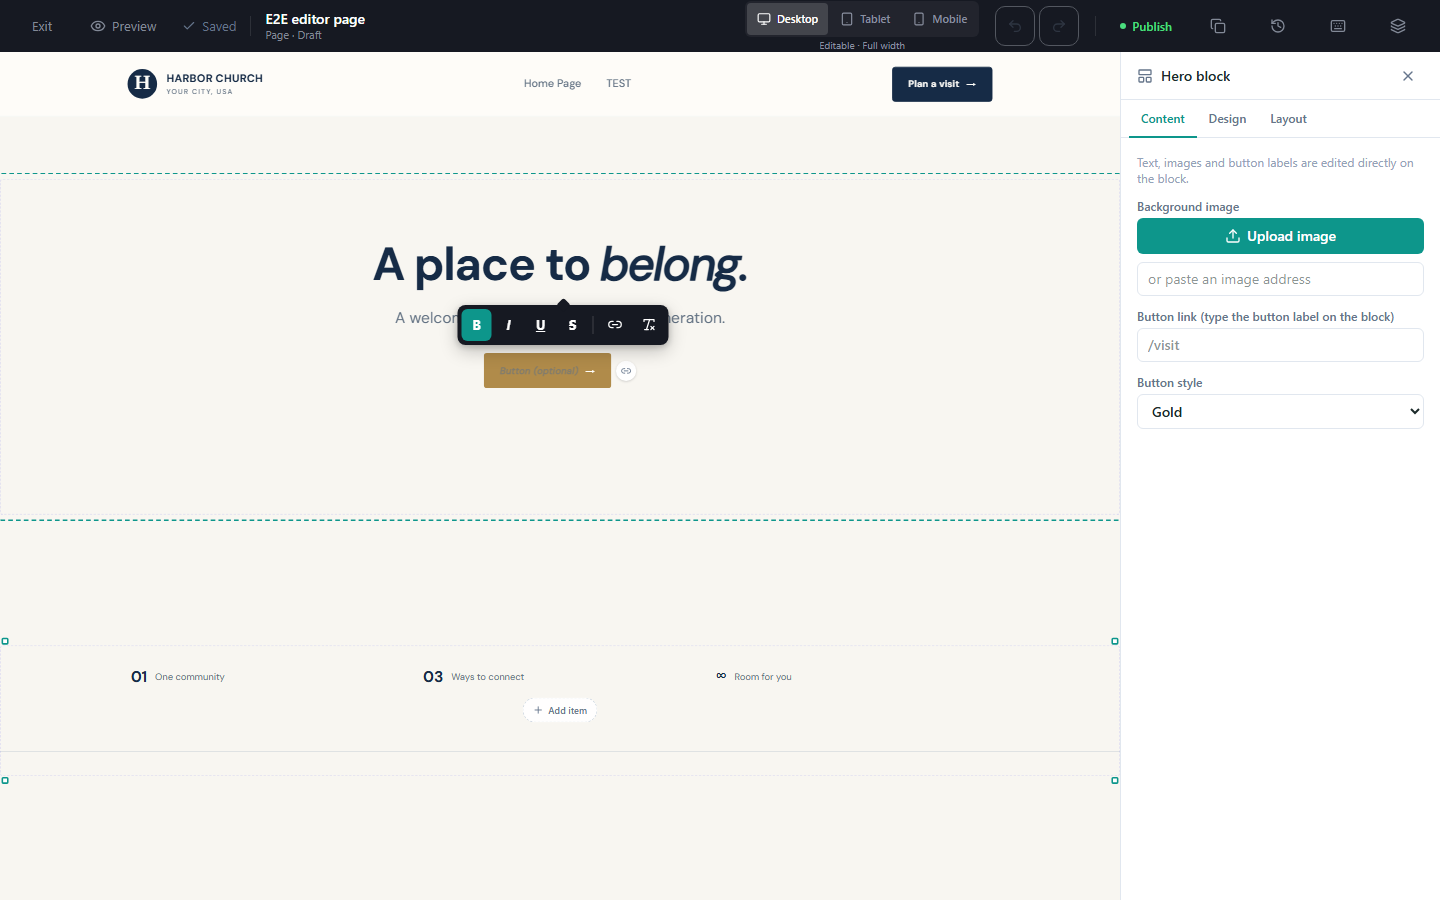 Exit
Preview
Saved
E2E editor page
Page · Draft
Desktop
Tablet
Mobile
Editable · Full width
Publish
H
HARBOR CHURCH
YOUR CITY, USA
Home Page
TEST
Plan a visit →
Hero block
Content
Design
Layout
Text, images and button labels are edited directly on
the block.
Background image
Upload image
or paste an image address
Button link (type the button label on the block)
/visit
Button style
Gold
A place to belong.
A
B I U S
Button (optional) →
01 One community
03 Ways to connect
∞ Room for you
+ Add item